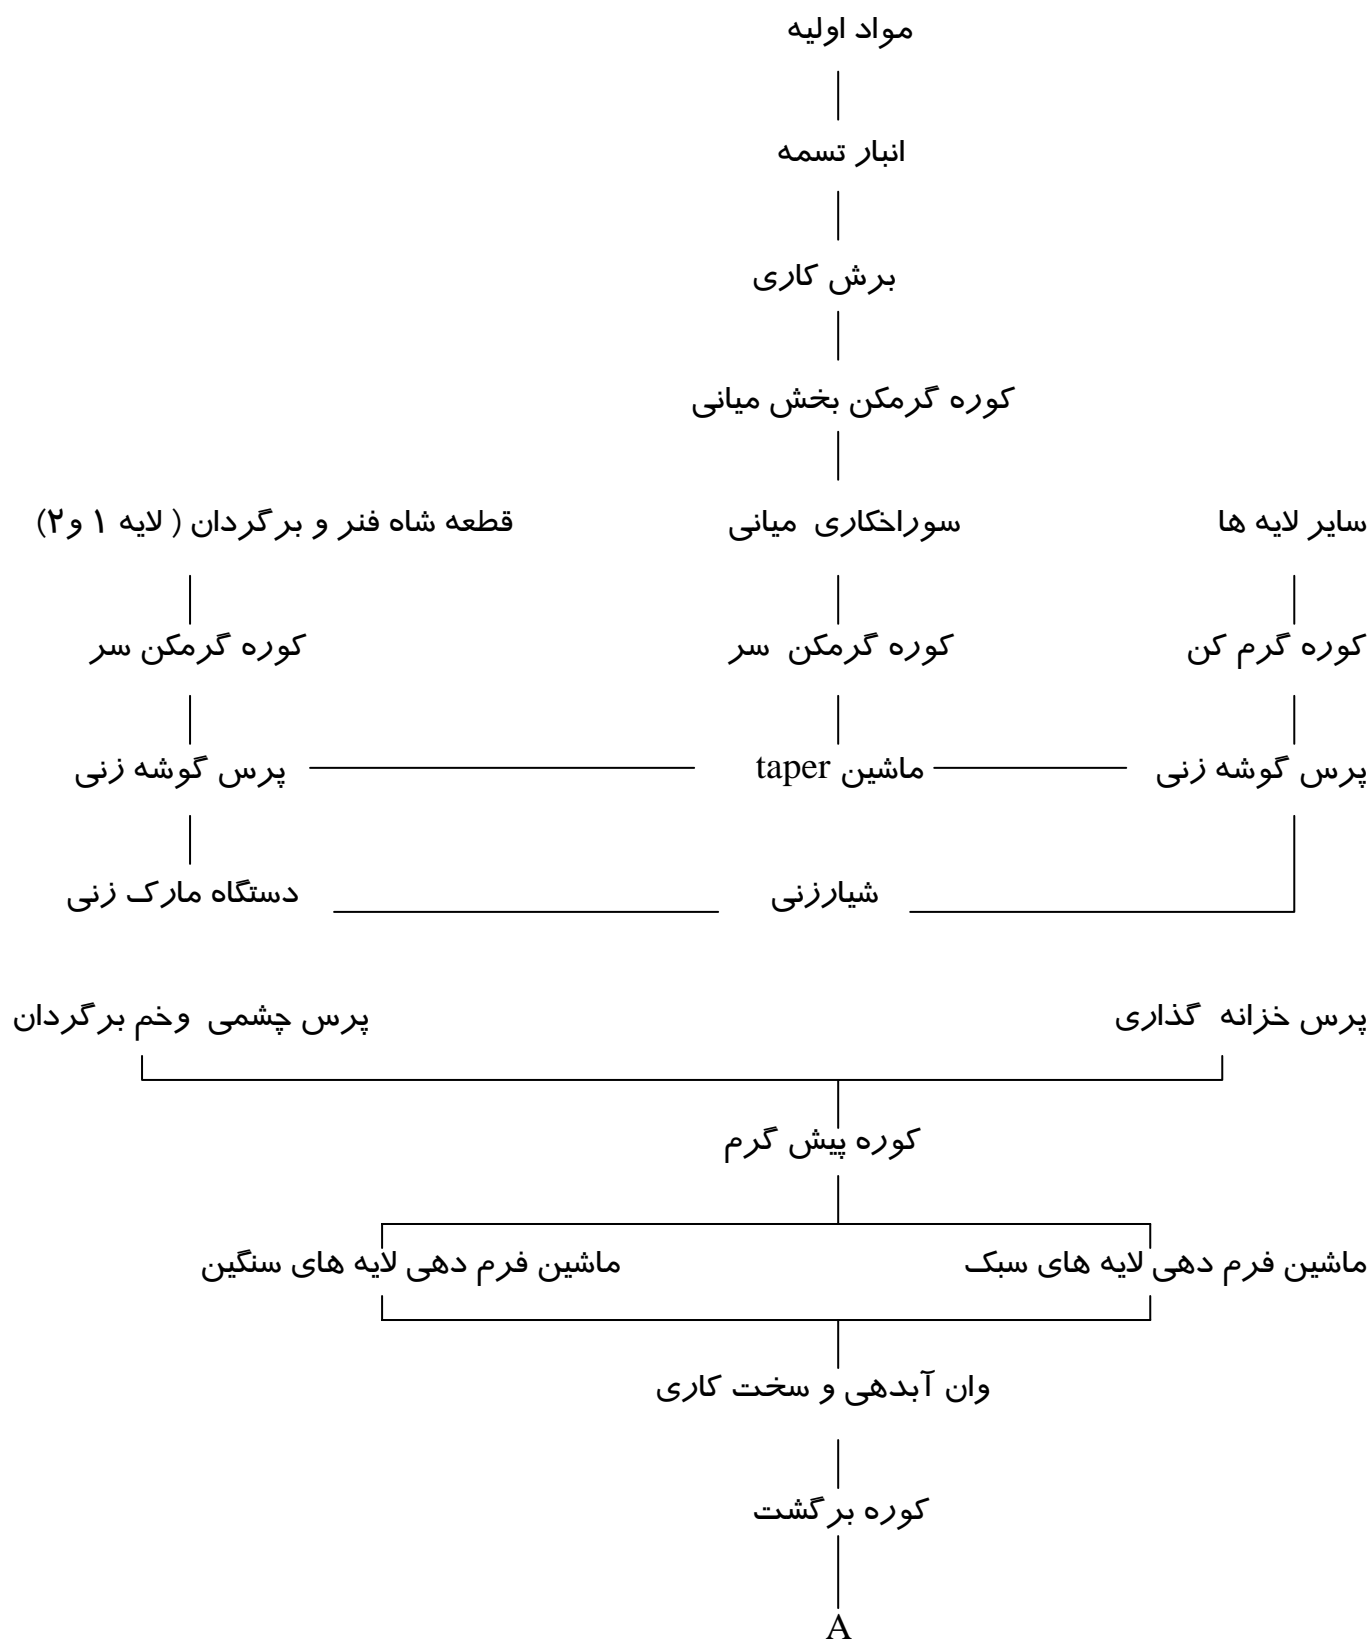 مواد اولیه
انبار تسمه
برش کاری
کوره گرمکن بخش میانی
سایر لایه ها
سوراخکاری میانی
قطعه شاه فنر و برگردان ( لایه ۱ و۲)
کوره گرم کن
کوره گرمکن سر
کوره گرمکن سر
پرس گوشه زنی
ماشین taper
پرس گوشه زنی
شیارزنی
دستگاه مارک زنی
پرس خزانه گذاری
پرس چشمی وخم برگردان
کوره پیش گرم
ماشین فرم دهی لایه های سبک
ماشین فرم دهی لایه های سنگین
وان آبدهی و سخت کاری
کوره برگشت
A